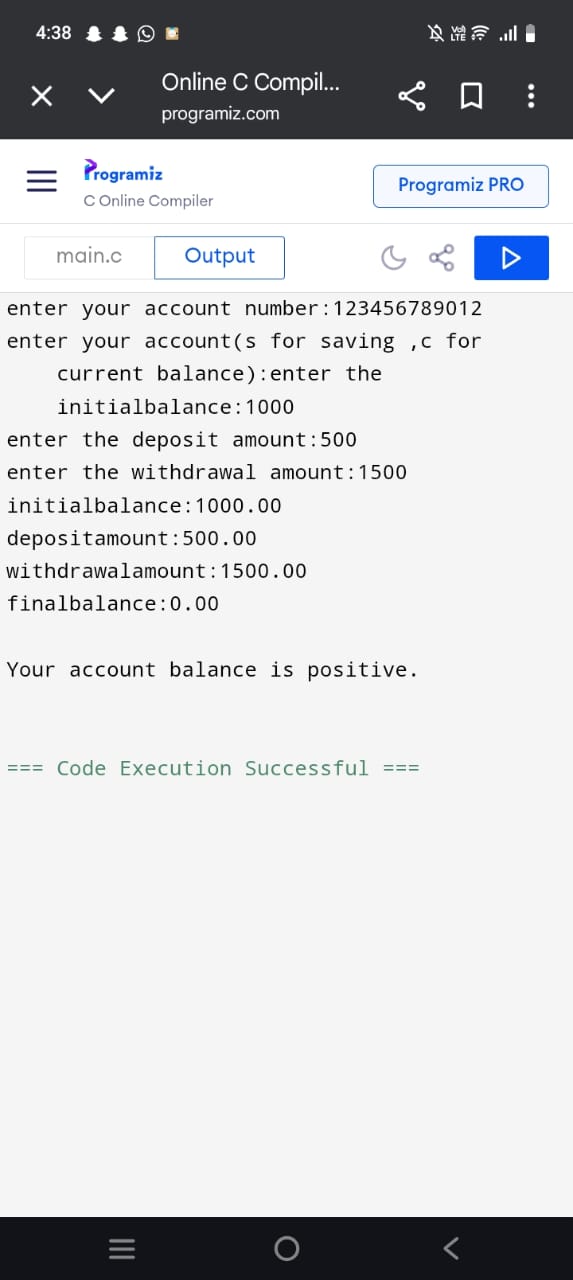 4:38
Vo) LTE
Online C Compil...
programiz.com
Programiz
C Online Compiler
Programiz PRO
main.c
Output
enter your account number:123456789012
enter your account(s for saving ,c for
current balance):enter the
initialbalance:1000
enter the deposit amount:500
enter the withdrawal amount:1500
initialbalance:1000.00
depositamount:500.00
withdrawalamount:1500.00
finalbalance:0.00
Your account balance is positive.
=== Code Execution Successful ===